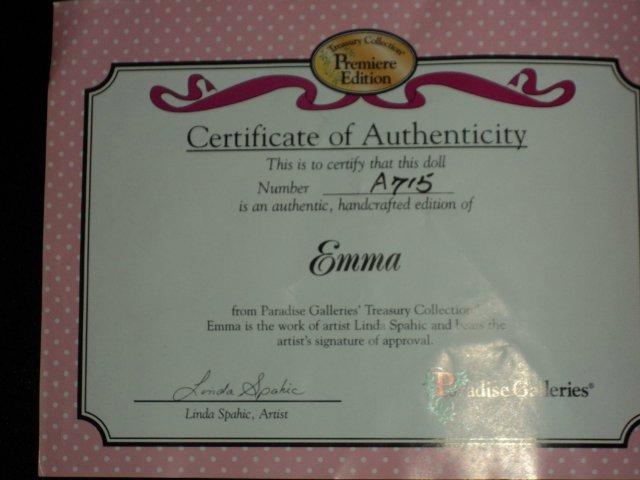 Treasury Collection®
Premiere
Edition
Certificate of Authenticity
This is to certify that this doll
Number A715
is an authentic, handcrafted edition of
Emma
from Paradise Galleries' Treasury Collection
Emma is the work of artist Linda Spahic and bears the
artist's signature of approval.
Linda Spahic
Linda Spahic, Artist
Paradise Galleries®